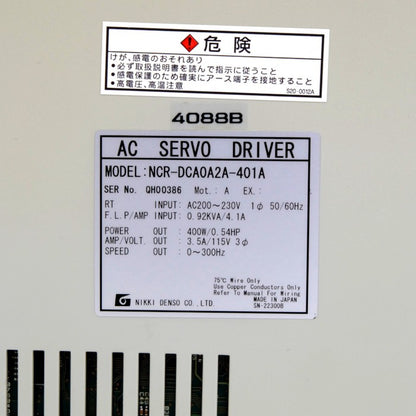 危険
けが、感電のおそれあり
●必ず取扱説明書を読んで指示に従うこと
●感電保護のため確実にアース端子を接地すること
●高電圧、高温注意
S20-0012A
4088B
AC SERVO DRIVER
MODEL:NCR-DCA0A2A-401A
SER No. QH00386 Mot.: A EX.:
RT INPUT: AC200～230V 1φ 50/60Hz
F.L.P/AMP INPUT: 0.92KVA/4.1A
POWER OUT : 400W/0.54HP
AMP/VOLT. OUT : 3.5A/115V 3φ
SPEED OUT : 0～300Hz
75℃ Wire Only
Use Copper Conductors Only
Refer To Manual For Wiring
MADE IN JAPAN
NIKKI DENSO CO.,LTD. SN-22300B